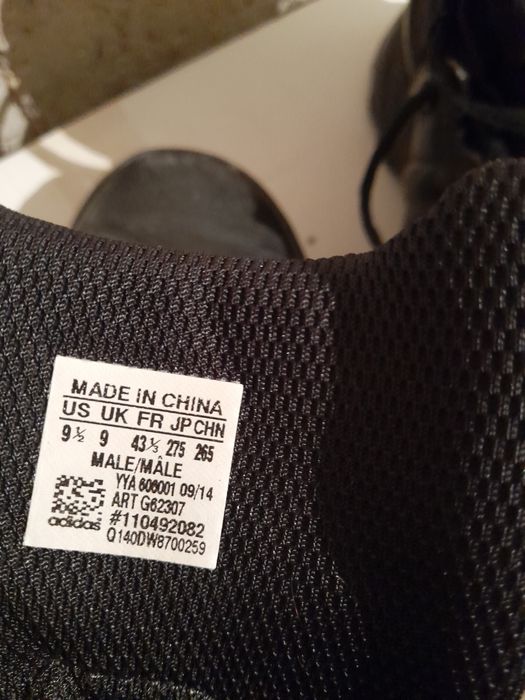 MADE IN CHINA
US UK FR JP CHN
9½ 9 43⅓ 275 265
MALE/MÂLE
YYA 606001 09/14
ART G62307
#110492082
adidas
Q140DW8700259